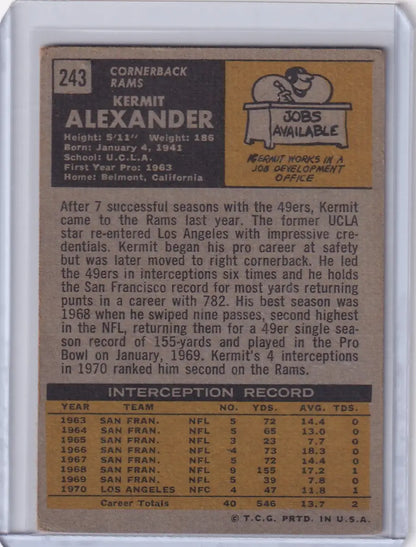 243
CORNERBACK
RAMS
KERMIT
ALEXANDER
Height: 5'11" Weight: 186
Born: January 4, 1941
School: U.C.L.A.
First Year Pro: 1963
Home: Belmont, California
JOBS
AVAILABLE
KERMIT WORKS IN A
JOB DEVELOPMENT
OFFICE.
After 7 successful seasons with the 49ers, Kermit
came to the Rams last year. The former UCLA
star re-entered Los Angeles with impressive cre-
dentials. Kermit began his pro career at safety
but was later moved to right cornerback. He led
the 49ers in interceptions six times and he holds
the San Francisco record for most yards returning
punts in a career with 782. His best season was
1968 when he swiped nine passes, second highest
in the NFL, returning them for a 49er single sea-
son record of 155-yards and played in the Pro
Bowl on January, 1969. Kermit's 4 interceptions
in 1970 ranked him second on the Rams.
INTERCEPTION RECORD
YEAR TEAM NO. YDS. AVG. TDS.
1963 SAN FRAN. NFL 5 72 14.4 0
1964 SAN FRAN. NFL 5 65 13.0 0
1965 SAN FRAN. NFL 3 23 7.7 0
1966 SAN FRAN. NFL 4 73 18.3 0
1967 SAN FRAN. NFL 5 72 14.4 0
1968 SAN FRAN. NFL 9 155 17.2 1
1969 SAN FRAN. NFL 5 39 7.8 0
1970 LOS ANGELES NFC 4 47 11.8 1
Career Totals 40 546 13.7 2
© T.C.G. PRTD. IN U.S.A.